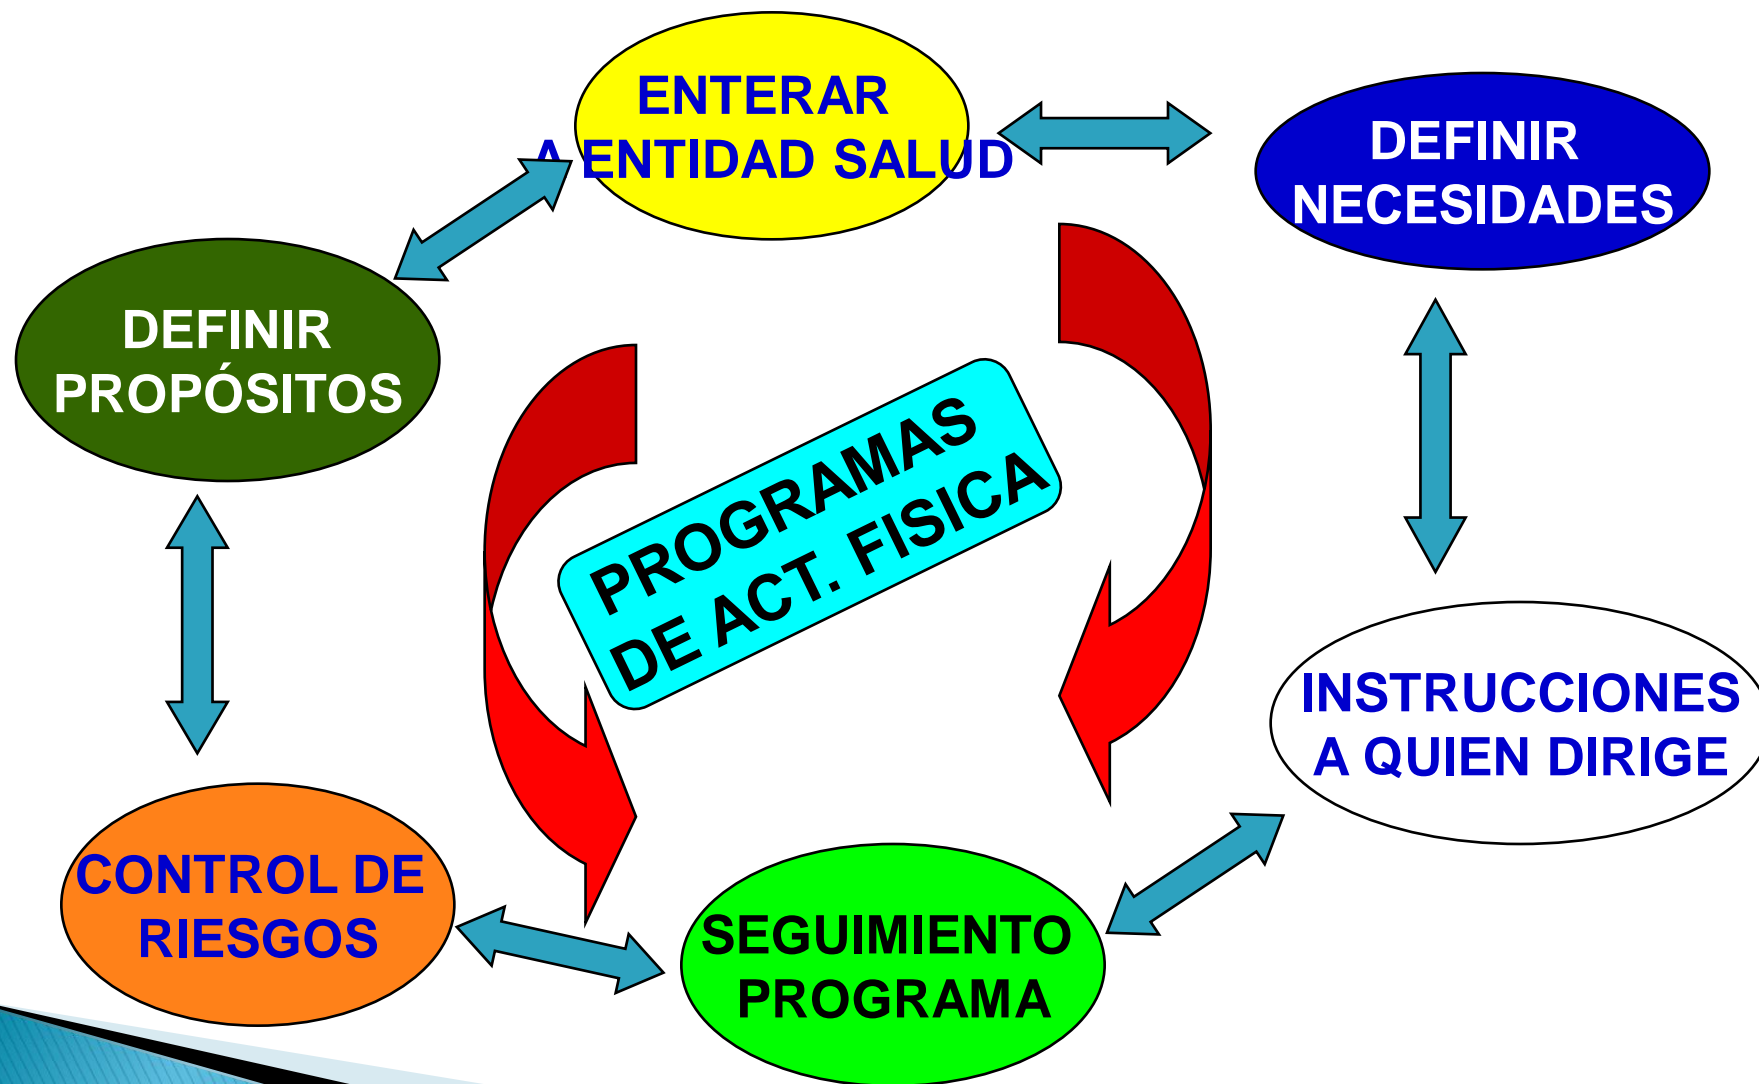 ENTERAR
A ENTIDAD SALUD
DEFINIR
NECESIDADES
DEFINIR
PROPÓSITOS
PROGRAMAS
DE ACT. FISICA
INSTRUCCIONES
A QUIEN DIRIGE
CONTROL DE
RIESGOS
SEGUIMIENTO
PROGRAMA